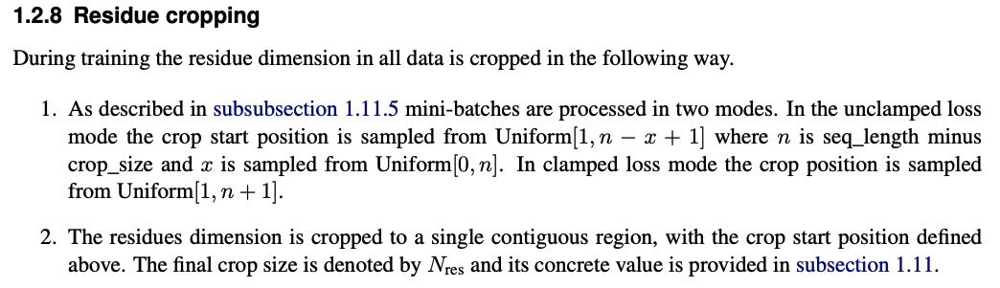 1.2.8 Residue cropping
During training the residue dimension in all data is cropped in the following way.
1. As described in subsubsection 1.11.5 mini-batches are processed in two modes. In the unclamped loss
mode the crop start position is sampled from Uniform[1, n − x + 1] where n is seq_length minus
crop_size and x is sampled from Uniform[0, n]. In clamped loss mode the crop position is sampled
from Uniform[1, n + 1].
2. The residues dimension is cropped to a single contiguous region, with the crop start position defined
above. The final crop size is denoted by Nres and its concrete value is provided in subsection 1.11.